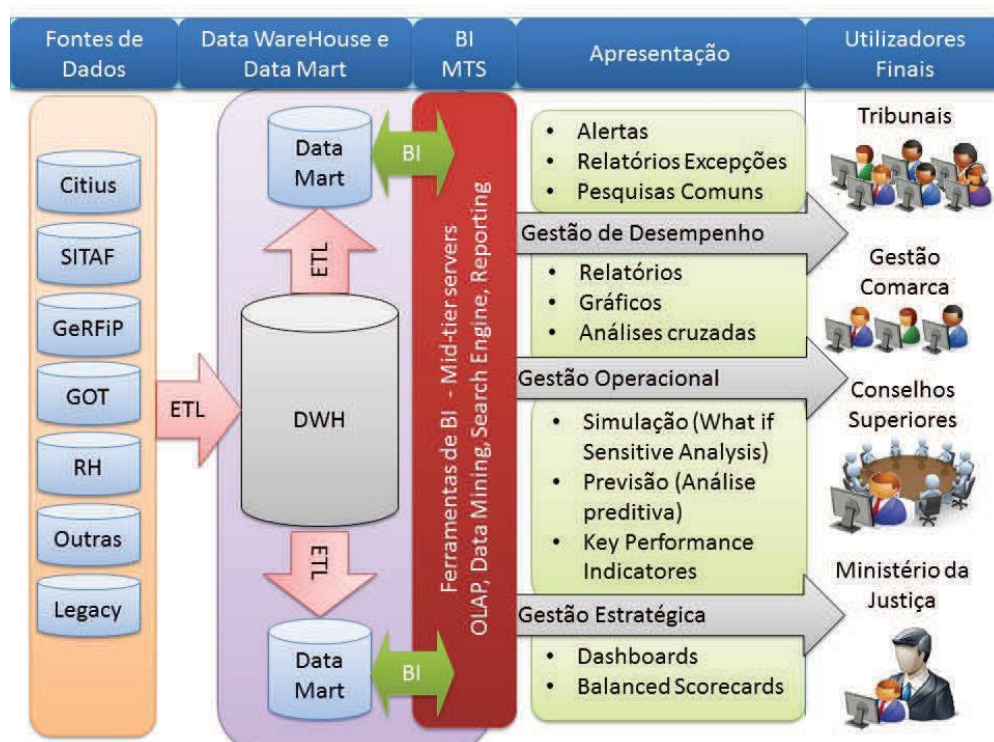 Fontes de
Dados
Data WareHouse e
Data Mart
BI
MTS
Apresentação
Utilizadores
Finais
Citius
SITAF
GeRFiP
GOT
RH
Outras
Legacy
ETL
Data
Mart
BI
ETL
DWH
ETL
Data
Mart
BI
Ferramentas de BI - Mid-tier servers
OLAP, Data Mining, Search Engine, Reporting
• Alertas
• Relatórios Excepções
• Pesquisas Comuns
Gestão de Desempenho
• Relatórios
• Gráficos
• Análises cruzadas
Gestão Operacional
• Simulação (What if
Sensitive Analysis)
• Previsão (Análise
preditiva)
• Key Performance
Indicatores
Gestão Estratégica
• Dashboards
• Balanced Scorecards
Tribunais
Gestão
Comarca
Conselhos
Superiores
Ministério da
Justiça